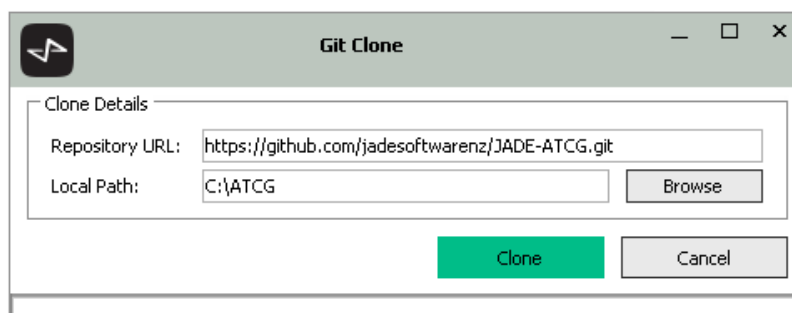 Git Clone
Clone Details
Repository URL: https://github.com/jadesoftwarenz/JADE-ATCG.git
Local Path: C:\ATCG Browse
Clone Cancel